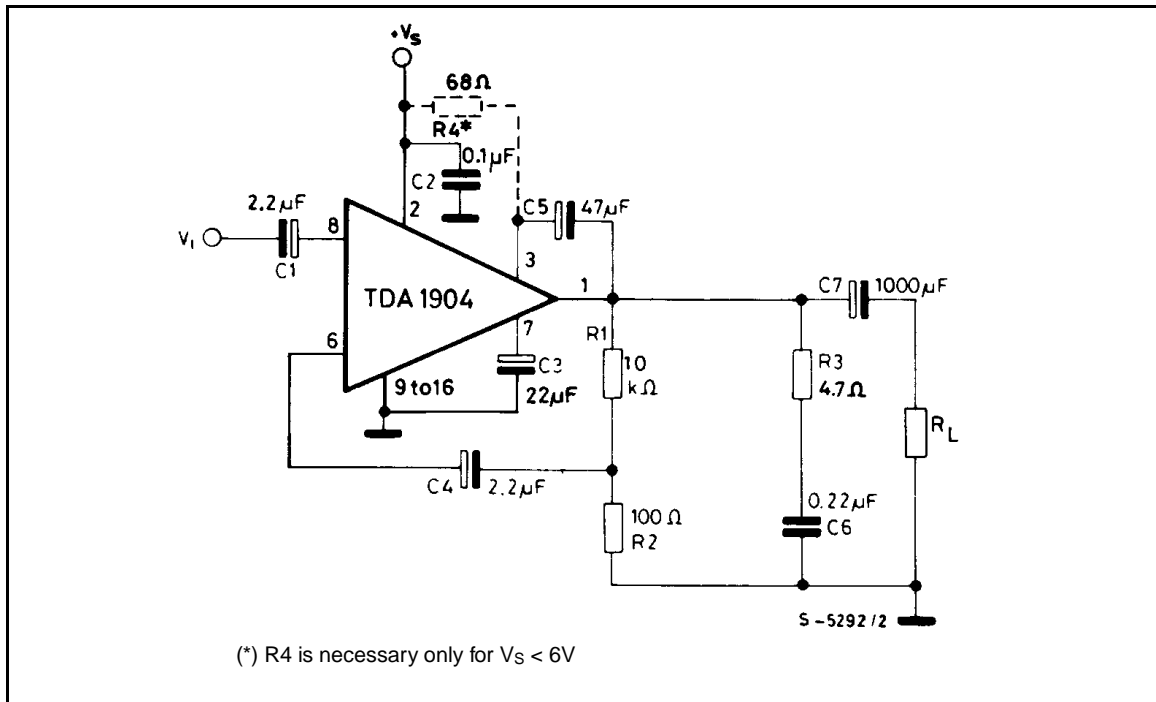 +Vs
68Ω
R4*
0.1µF
C2
2.2µF
2
C5
47µF
VI
8
C1
3
TDA 1904
1
C7
1000µF
6
7
R1
C3
10
kΩ
R3
4.7Ω
9 to16
22µF
RL
C4
2.2µF
0.22µF
100Ω
R2
C6
S-5292/2
(*) R4 is necessary only for VS < 6V